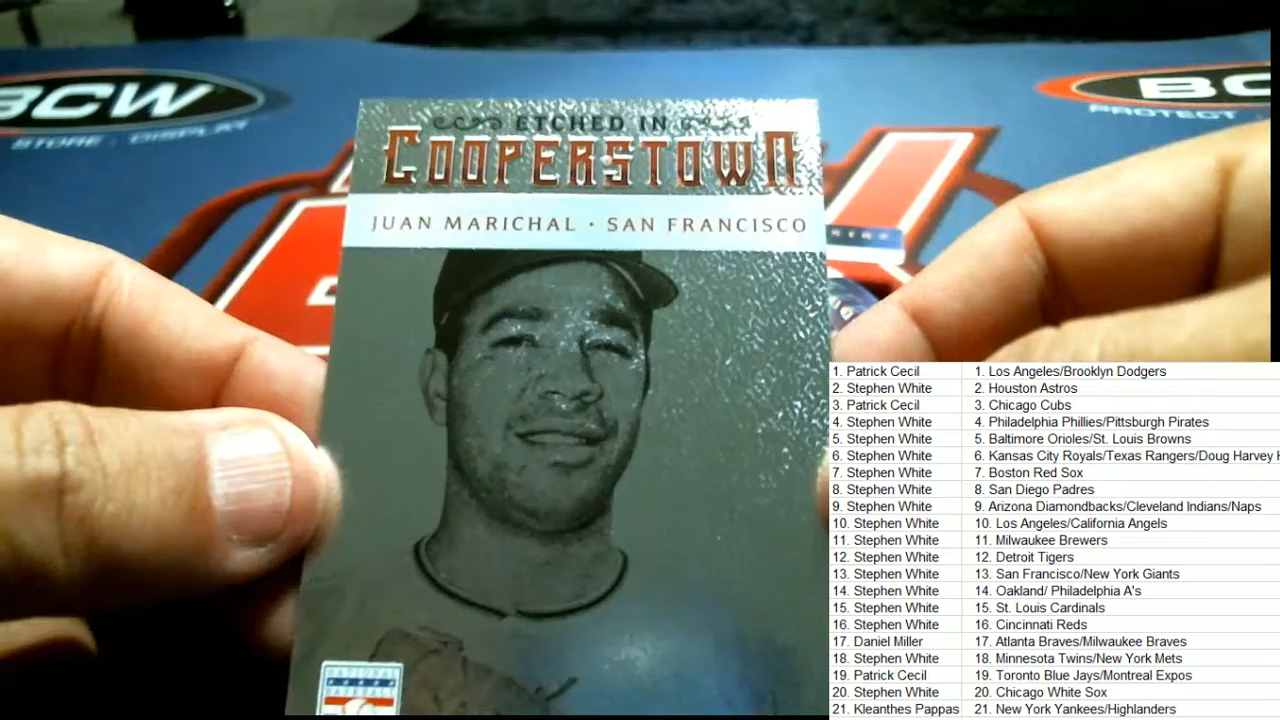 BCW
STORE . DISPLAY
BC
PROTECT .
ETCHED IN
COOPERSTOWN
JUAN MARICHAL · SAN FRANCISCO
NATIONAL
BASEBALL
1. Patrick Cecil 1. Los Angeles/Brooklyn Dodgers
2. Stephen White 2. Houston Astros
3. Patrick Cecil 3. Chicago Cubs
4. Stephen White 4. Philadelphia Phillies/Pittsburgh Pirates
5. Stephen White 5. Baltimore Orioles/St. Louis Browns
6. Stephen White 6. Kansas City Royals/Texas Rangers/Doug Harvey
7. Stephen White 7. Boston Red Sox
8. Stephen White 8. San Diego Padres
9. Stephen White 9. Arizona Diamondbacks/Cleveland Indians/Naps
10. Stephen White 10. Los Angeles/California Angels
11. Stephen White 11. Milwaukee Brewers
12. Stephen White 12. Detroit Tigers
13. Stephen White 13. San Francisco/New York Giants
14. Stephen White 14. Oakland/ Philadelphia A's
15. Stephen White 15. St. Louis Cardinals
16. Stephen White 16. Cincinnati Reds
17. Daniel Miller 17. Atlanta Braves/Milwaukee Braves
18. Stephen White 18. Minnesota Twins/New York Mets
19. Patrick Cecil 19. Toronto Blue Jays/Montreal Expos
20. Stephen White 20. Chicago White Sox
21. Kleanthes Pappas 21. New York Yankees/Highlanders